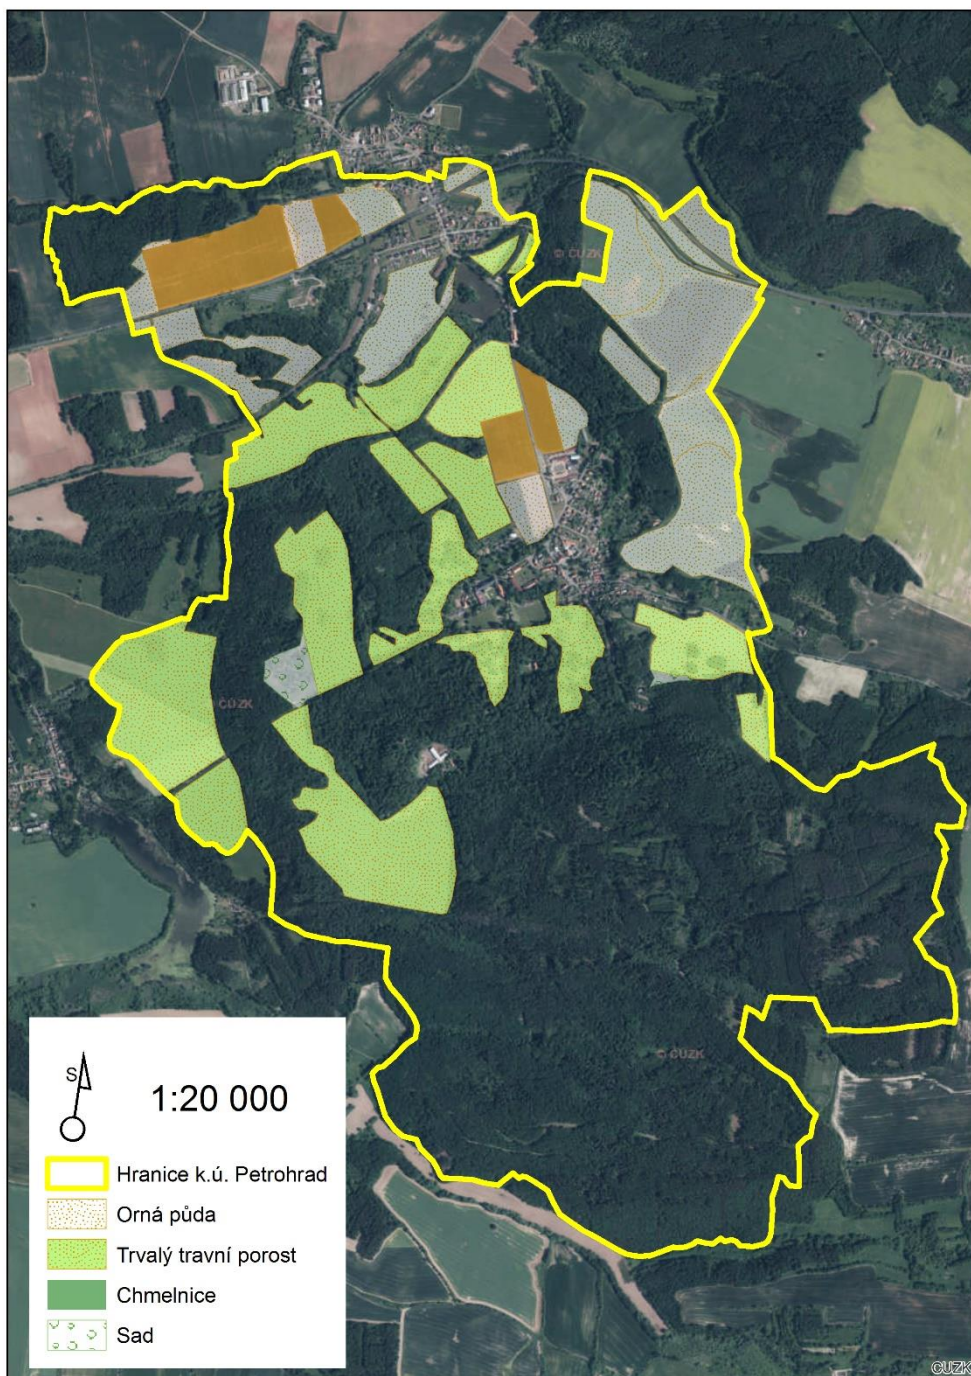 © ČÚZK
ČÚZK
© ČÚZK
S
1:20 000
Hranice k.ú. Petrohrad
Orná půda
Trvalý travní porost
Chmelnice
Sad
©ČÚZK